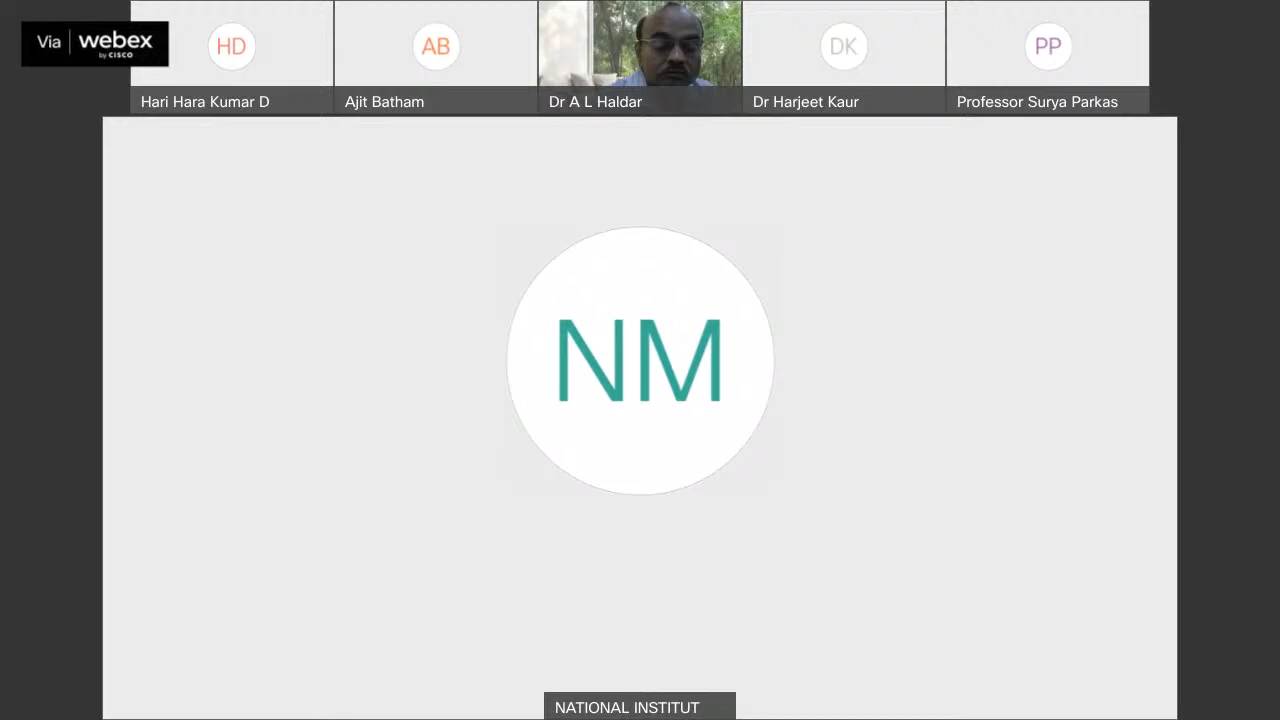 Via webex
by CISCO
HD
AB
DK
PP
Hari Hara Kumar D
Ajit Batham
Dr A L Haldar
Dr Harjeet Kaur
Professor Surya Parkas
NM
NATIONAL INSTITUT